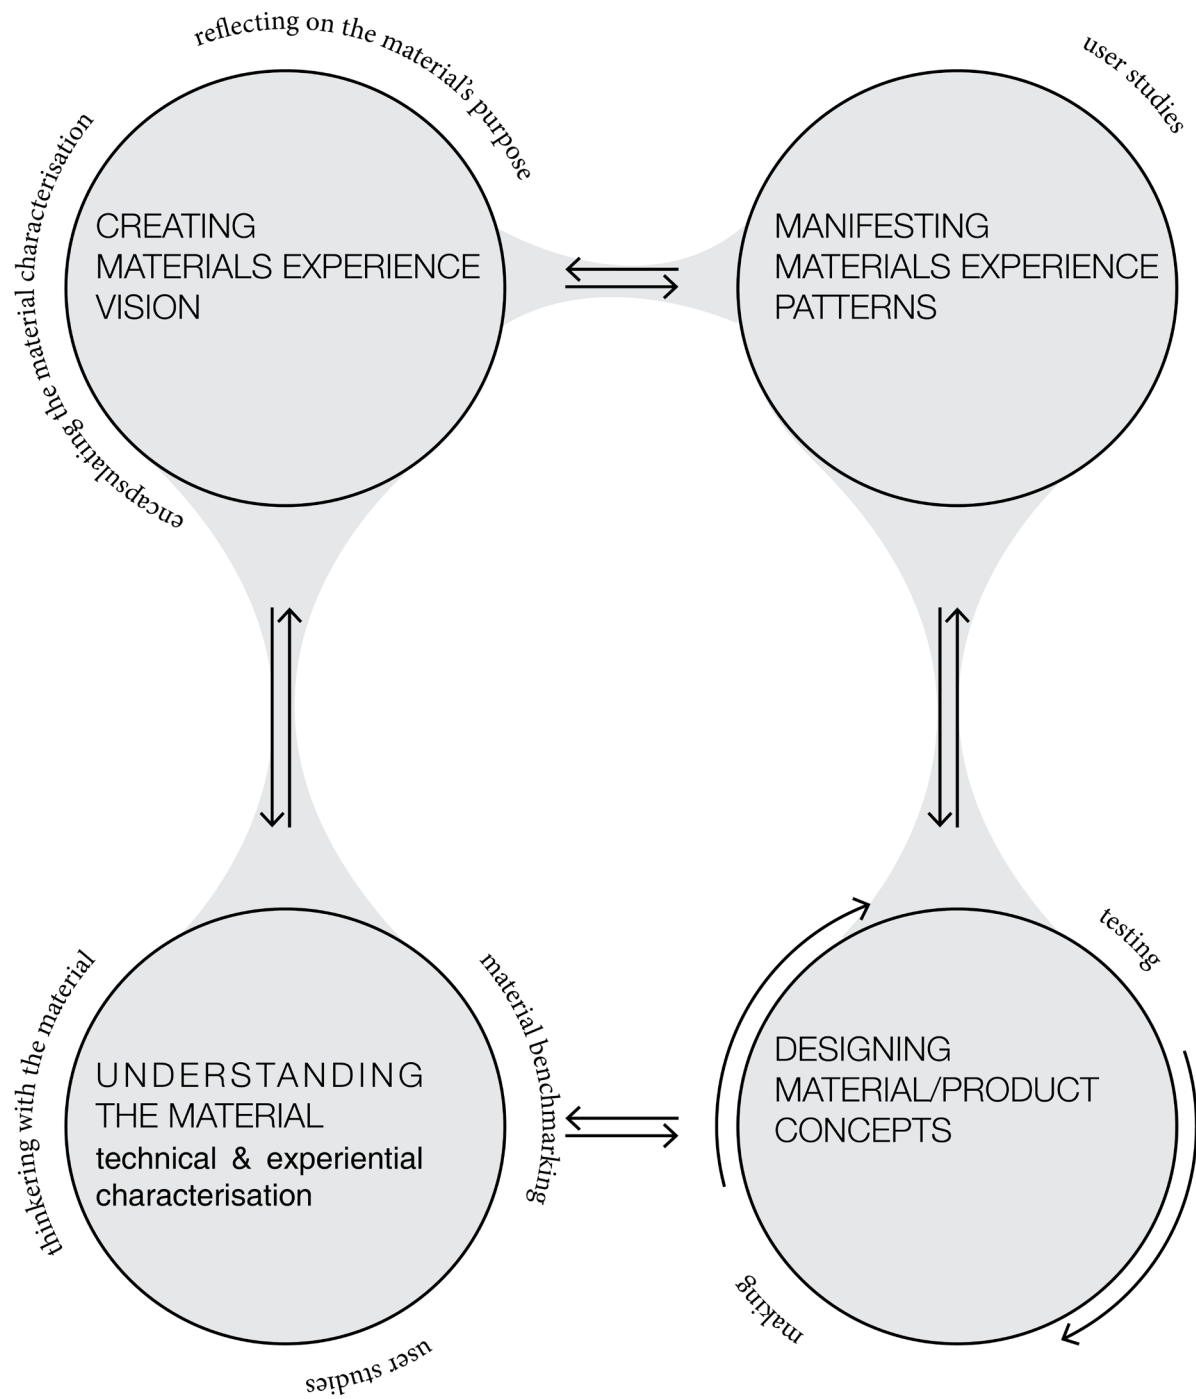 reflecting on the material's purpose
encapsulating the material characterisation
CREATING
MATERIALS EXPERIENCE
VISION
user studies
MANIFESTING
MATERIALS EXPERIENCE
PATTERNS
thinkering with the material
material benchmarking
user studies
UNDERSTANDING
THE MATERIAL
technical & experiential
characterisation
testing
making
DESIGNING
MATERIAL/PRODUCT
CONCEPTS